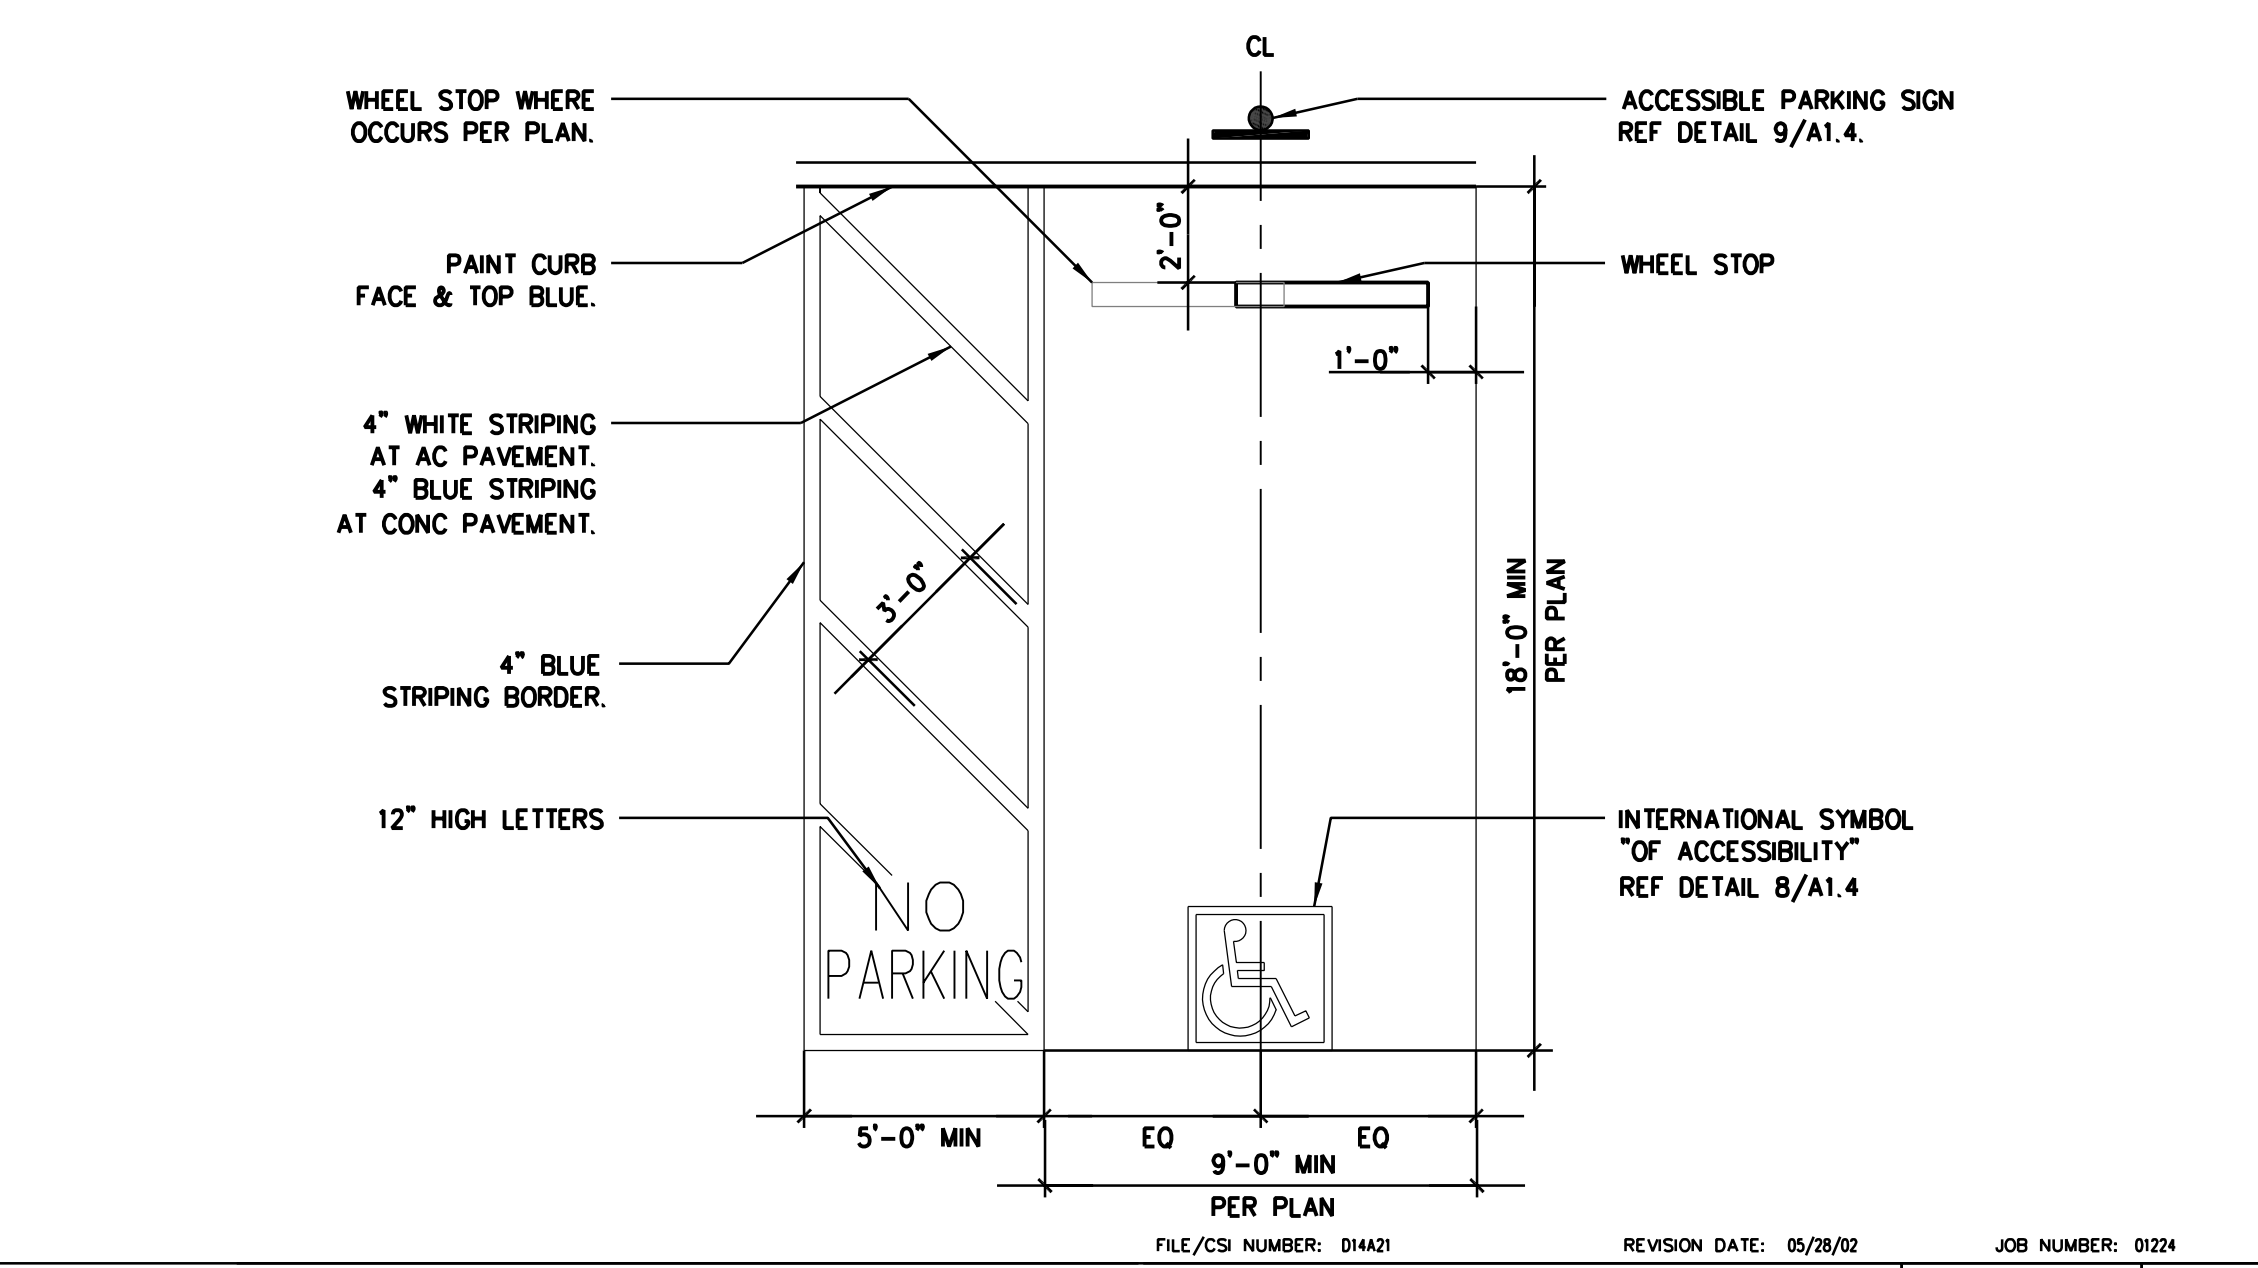 CL
WHEEL STOP WHERE
OCCURS PER PLAN.
ACCESSIBLE PARKING SIGN
REF DETAIL 9/A1.4.
2'-0"
PAINT CURB
FACE & TOP BLUE.
WHEEL STOP
1'-0"
4" WHITE STRIPING
AT AC PAVEMENT.
4" BLUE STRIPING
AT CONC PAVEMENT.
3'-0"
18'-0" MIN
PER PLAN
4" BLUE
STRIPING BORDER.
12" HIGH LETTERS
INTERNATIONAL SYMBOL
"OF ACCESSIBILITY"
REF DETAIL 8/A1.4
NO
PARKING
5'-0" MIN
EQ
EQ
9'-0" MIN
PER PLAN
FILE/CSI NUMBER: D14A21
REVISION DATE: 05/28/02
JOB NUMBER: 01224